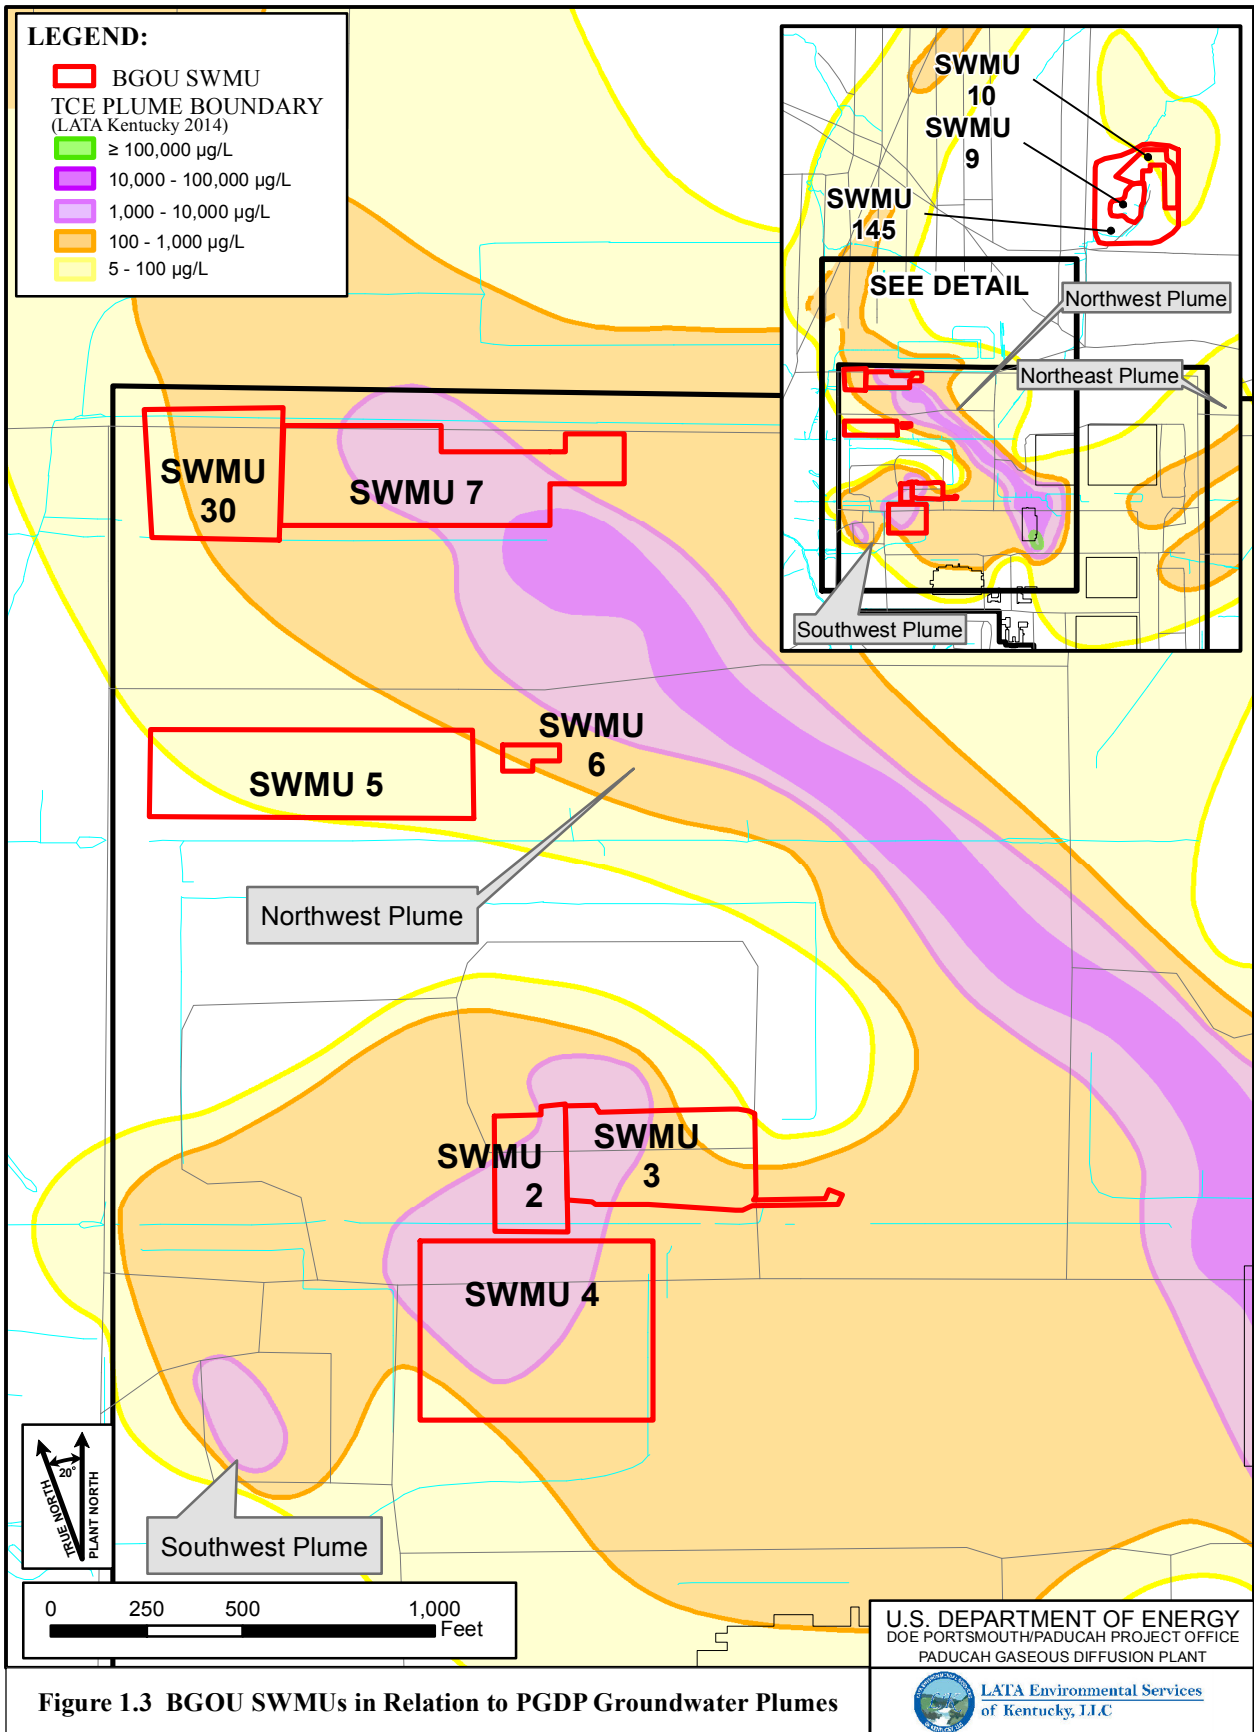 LEGEND:
BGOU SWMU
TCE PLUME BOUNDARY
(LATA Kentucky 2014)
≥ 100,000 µg/L
10,000 - 100,000 µg/L
1,000 - 10,000 µg/L
100 - 1,000 µg/L
5 - 100 µg/L
SWMU
10
SWMU
9
SWMU
145
SEE DETAIL
Northwest Plume
Northeast Plume
Southwest Plume
SWMU
30
SWMU 7
SWMU
6
SWMU 5
Northwest Plume
SWMU
2
SWMU
3
SWMU 4
Southwest Plume
20°
TRUE NORTH
PLANT NORTH
0 250 500 1,000
Feet
U.S. DEPARTMENT OF ENERGY
DOE PORTSMOUTH/PADUCAH PROJECT OFFICE
PADUCAH GASEOUS DIFFUSION PLANT
Figure 1.3 BGOU SWMUs in Relation to PGDP Groundwater Plumes
LATA Environmental Services
of Kentucky, LLC